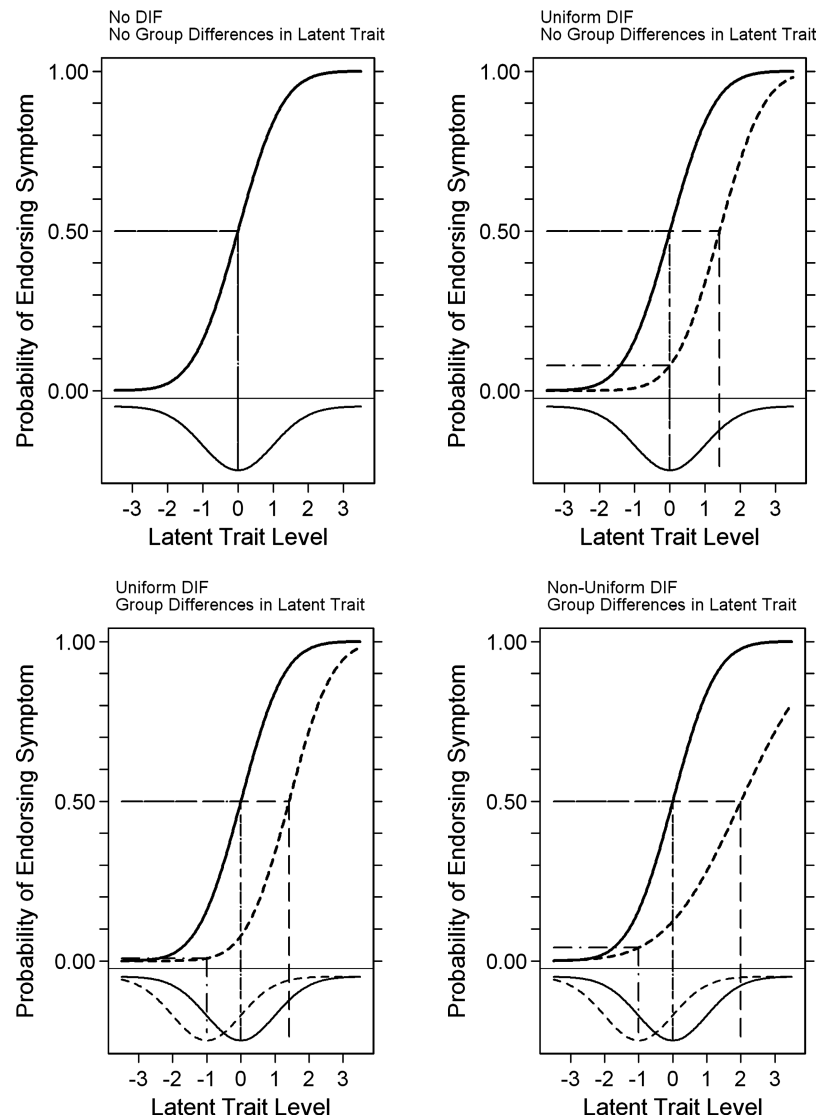 No DIF
No Group Differences in Latent Trait
Probability of Endorsing Symptom
1.00
0.50
0.00
-3 -2 -1 0 1 2 3
Latent Trait Level
Uniform DIF
No Group Differences in Latent Trait
Probability of Endorsing Symptom
1.00
0.50
0.00
-3 -2 -1 0 1 2 3
Latent Trait Level
Uniform DIF
Group Differences in Latent Trait
Probability of Endorsing Symptom
1.00
0.50
0.00
-3 -2 -1 0 1 2 3
Latent Trait Level
Non-Uniform DIF
Group Differences in Latent Trait
Probability of Endorsing Symptom
1.00
0.50
0.00
-3 -2 -1 0 1 2 3
Latent Trait Level